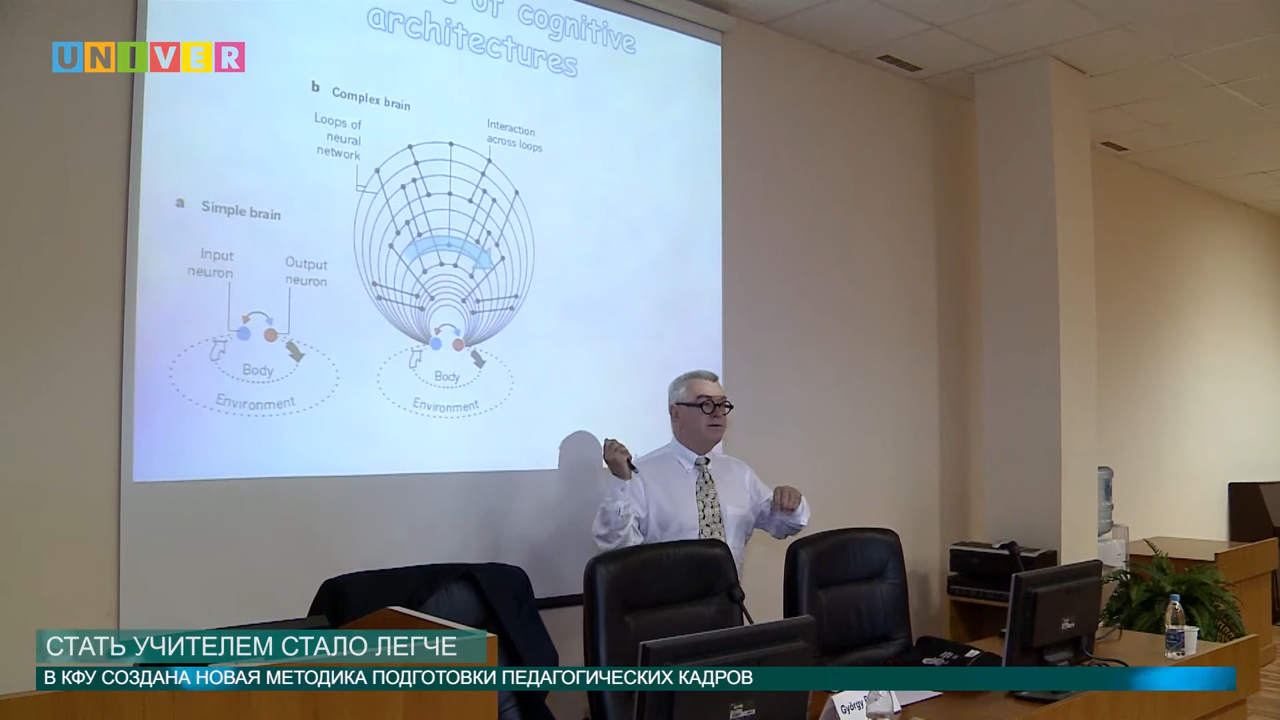 UNIVER
of cognitive
architectures
b Complex brain
Loops of
neural
network
Interaction
across loops
a Simple brain
Input
neuron
Output
neuron
Body
Environment
Body
Environment
СТАТЬ УЧИТЕЛЕМ СТАЛО ЛЕГЧЕ
В КФУ СОЗДАНА НОВАЯ МЕТОДИКА ПОДГОТОВКИ ПЕДАГОГИЧЕСКИХ КАДРОВ
György